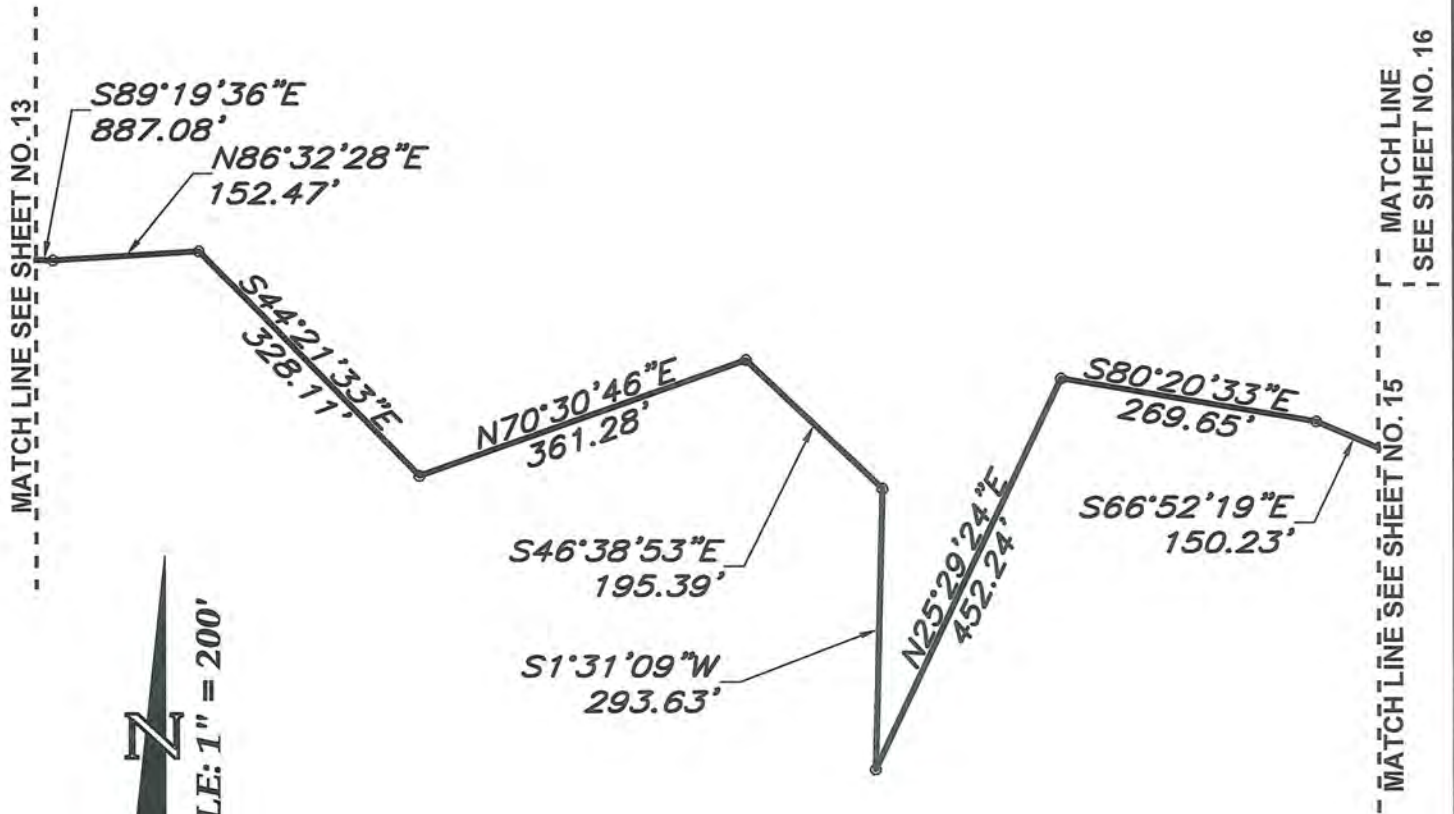 MATCH LINE SEE SHEET NO. 13
S89°19'36"E
887.08'
N86°32'28"E
152.47'
S44°21'33"E
328.11'
N70°30'46"E
361.28'
S46°38'53"E
195.39'
S1°31'09"W
293.63'
N25°29'24"E
452.24'
S80°20'33"E
269.65'
S66°52'19"E
150.23'
MATCH LINE
SEE SHEET NO. 16
MATCH LINE SEE SHEET NO. 15
N
LE: 1" = 200'